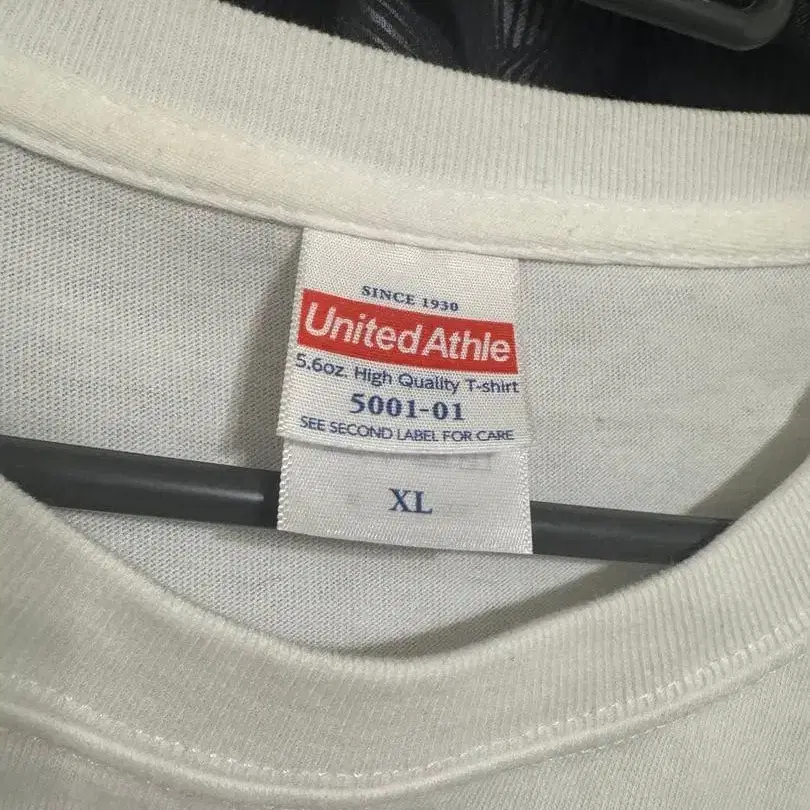 SINCE 1930
United Athle
5.6oz. High Quality T-shirt
5001-01
SEE SECOND LABEL FOR CARE
XL